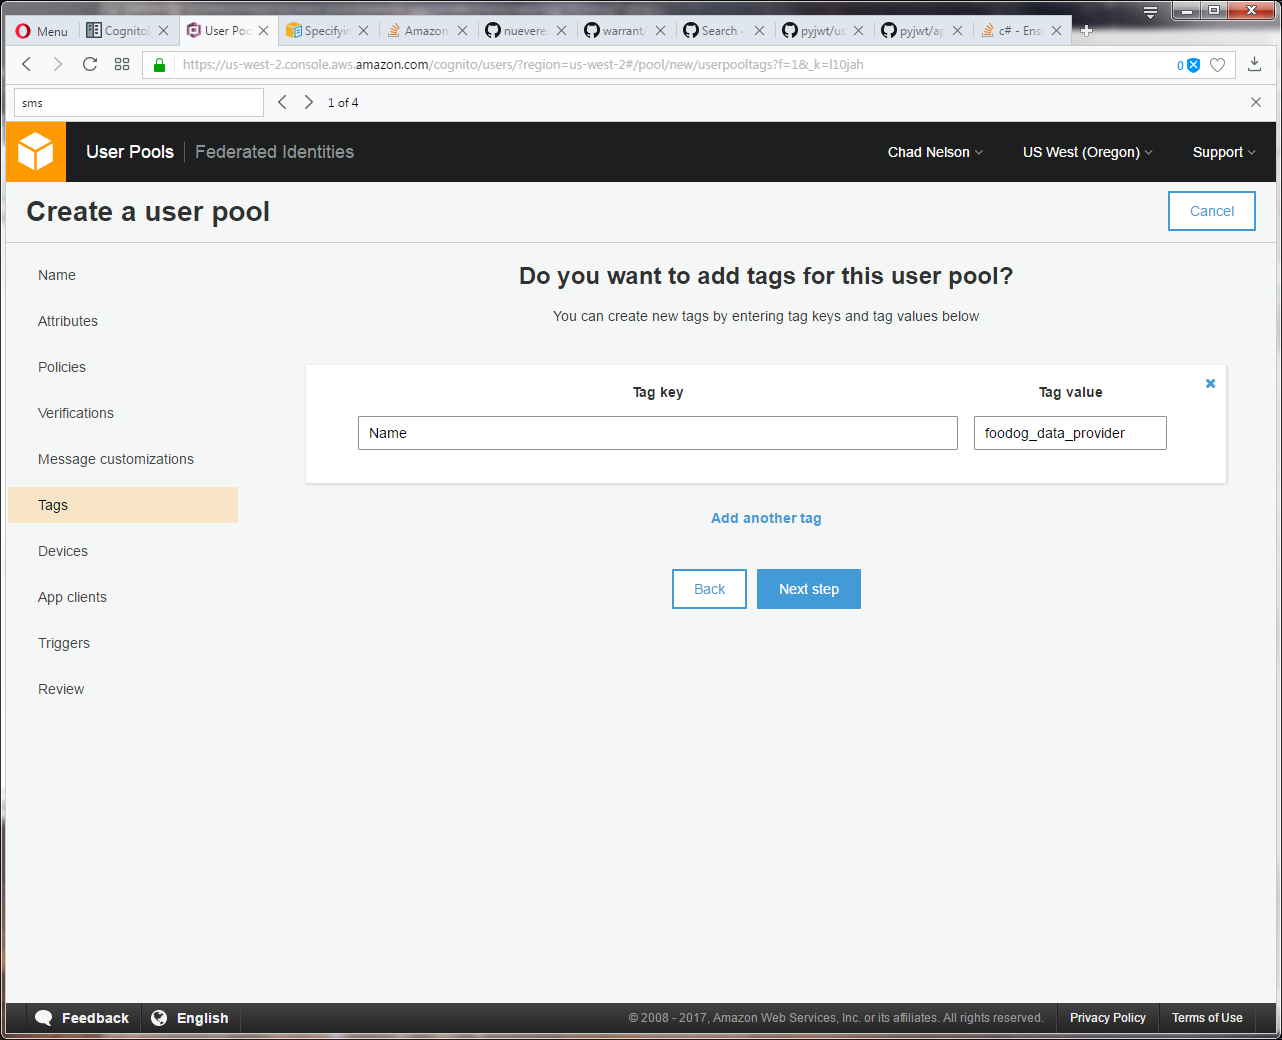 Menu
Cognito
User Poo
Specifyin
Amazon
nuevere
warrant/
Search
pyjwt/us
pyjwt/ap
c# - Ens
https://us-west-2.console.aws.amazon.com/cognito/users/?region=us-west-2#/pool/new/userpooltags?f=1&_k=l10jah
0
sms
1 of 4
User Pools
Federated Identities
Chad Nelson
US West (Oregon)
Support
Create a user pool
Cancel
Name
Attributes
Policies
Verifications
Message customizations
Tags
Devices
App clients
Triggers
Review
Do you want to add tags for this user pool?
You can create new tags by entering tag keys and tag values below
Tag key
Tag value
Name
foodog_data_provider
Add another tag
Back
Next step
Feedback
English
© 2008 - 2017, Amazon Web Services, Inc. or its affiliates. All rights reserved.
Privacy Policy
Terms of Use